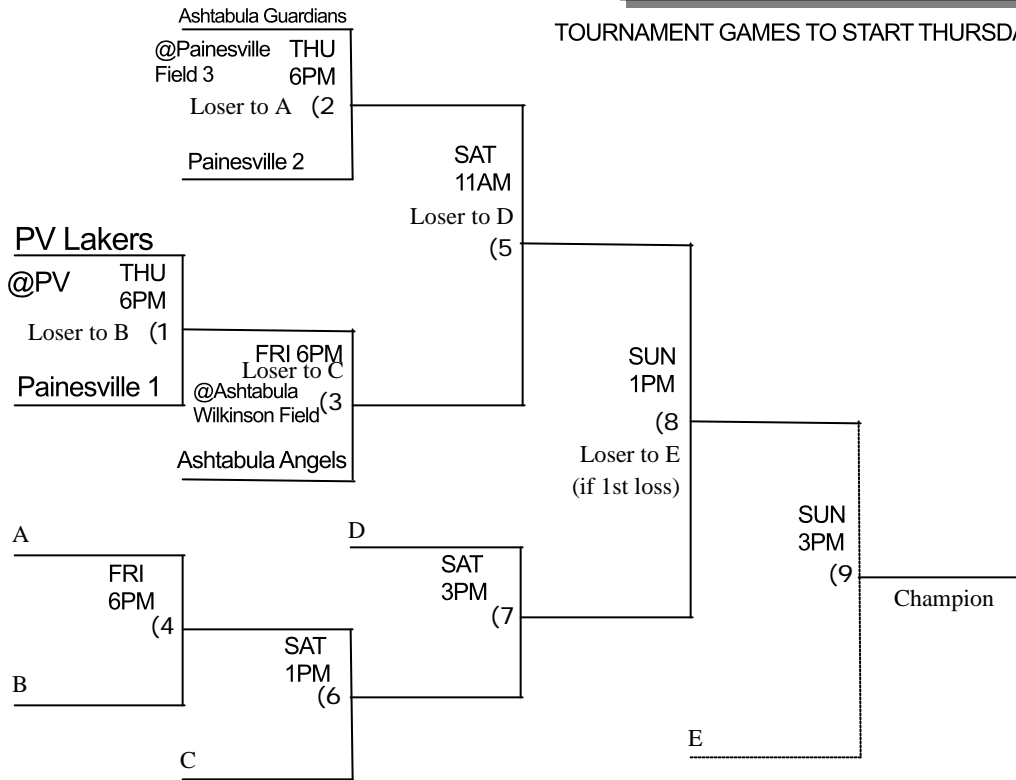 Ashtabula Guardians
TOURNAMENT GAMES TO START THURSDA
@Painesville
Field 3
THU
6PM
Loser to A (2
Painesville 2
SAT
11AM
Loser to D
(5
PV Lakers
@PV
THU
6PM
Loser to B (1
Painesville 1
FRI 6PM
Loser to C
@Ashtabula
Wilkinson Field (3
Ashtabula Angels
SUN
1PM
(8
Loser to E
(if 1st loss)
A
FRI
6PM
(4
B
D
SAT
3PM
(7
SAT
1PM
(6
C
SUN
3PM
(9
Champion
E